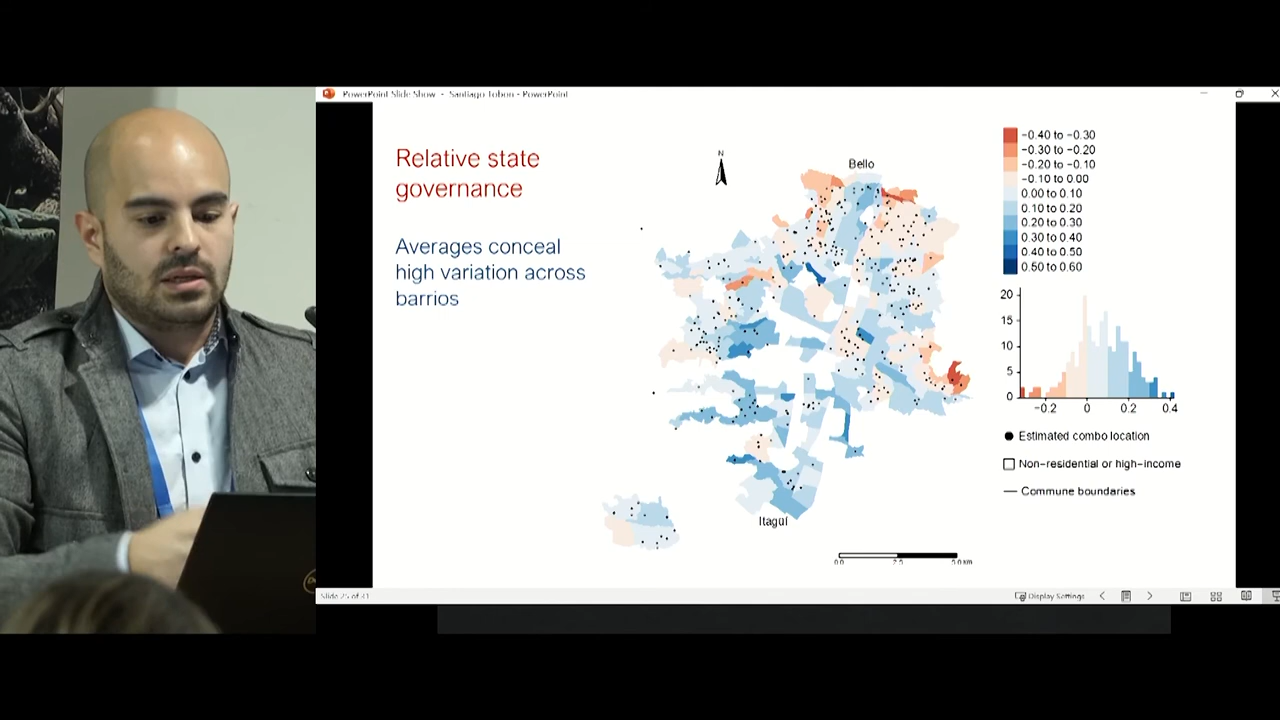 PowerPoint Slide Show - Santiago Tobon - PowerPoint
Relative state
governance
Averages conceal
high variation across
barrios
N
Bello
Itagüí
−0.40 to −0.30
−0.30 to −0.20
−0.20 to −0.10
−0.10 to 0.00
0.00 to 0.10
0.10 to 0.20
0.20 to 0.30
0.30 to 0.40
0.40 to 0.50
0.50 to 0.60
20
15
10
5
0
−0.2 0 0.2 0.4
Estimated combo location
Non-residential or high-income
Commune boundaries
0.0 2.5 5.0 km
Slide 25 of 31
Display Settings